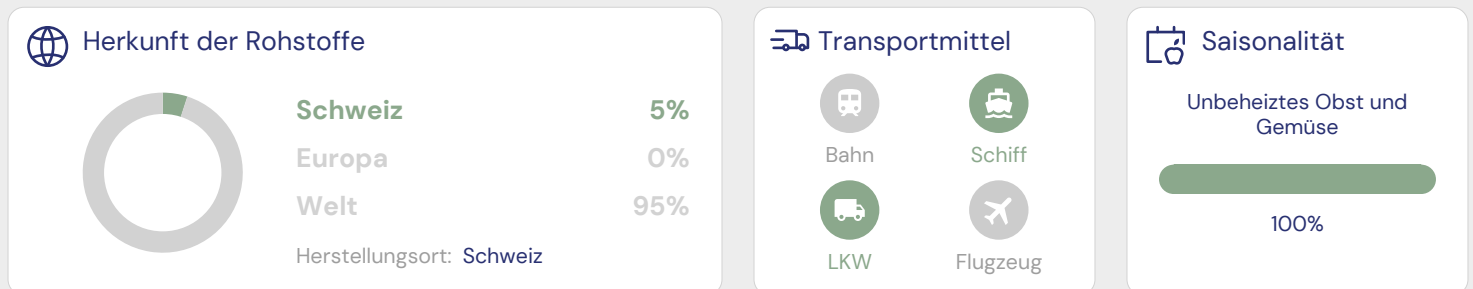 Herkunft der Rohstoffe
Schweiz 5%
Europa 0%
Welt 95%
Herstellungsort: Schweiz
Transportmittel
Bahn Schiff
LKW Flugzeug
Saisonalität
Unbeheiztes Obst und
Gemüse
100%